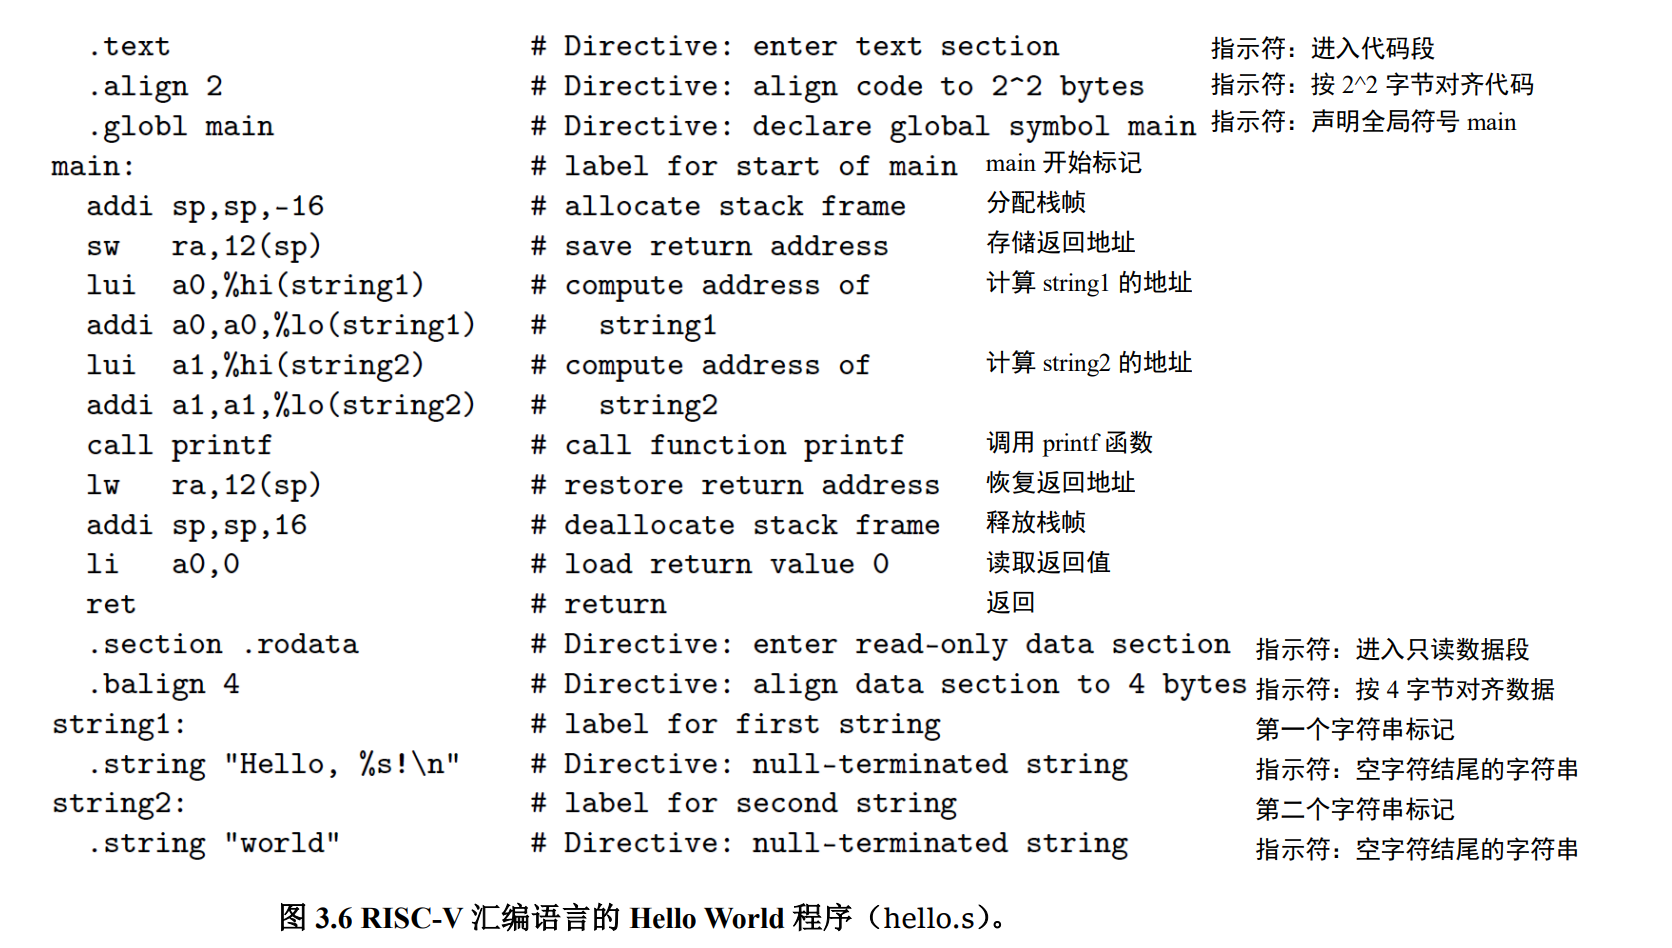 .text # Directive: enter text section 指示符：进入代码段
.align 2 # Directive: align code to 2^2 bytes 指示符：按 2^2 字节对齐代码
.globl main # Directive: declare global symbol main 指示符：声明全局符号 main
main: # label for start of main main 开始标记
addi sp,sp,-16 # allocate stack frame 分配栈帧
sw ra,12(sp) # save return address 存储返回地址
lui a0,%hi(string1) # compute address of 计算 string1 的地址
addi a0,a0,%lo(string1) # string1
lui a1,%hi(string2) # compute address of 计算 string2 的地址
addi a1,a1,%lo(string2) # string2
call printf # call function printf 调用 printf 函数
lw ra,12(sp) # restore return address 恢复返回地址
addi sp,sp,16 # deallocate stack frame 释放栈帧
li a0,0 # load return value 0 读取返回值
ret # return 返回
.section .rodata # Directive: enter read-only data section 指示符：进入只读数据段
.balign 4 # Directive: align data section to 4 bytes 指示符：按 4 字节对齐数据
string1: # label for first string 第一个字符串标记
.string "Hello, %s!\n" # Directive: null-terminated string 指示符：空字符结尾的字符串
string2: # label for second string 第二个字符串标记
.string "world" # Directive: null-terminated string 指示符：空字符结尾的字符串
图 3.6 RISC-V 汇编语言的 Hello World 程序（hello.s）。